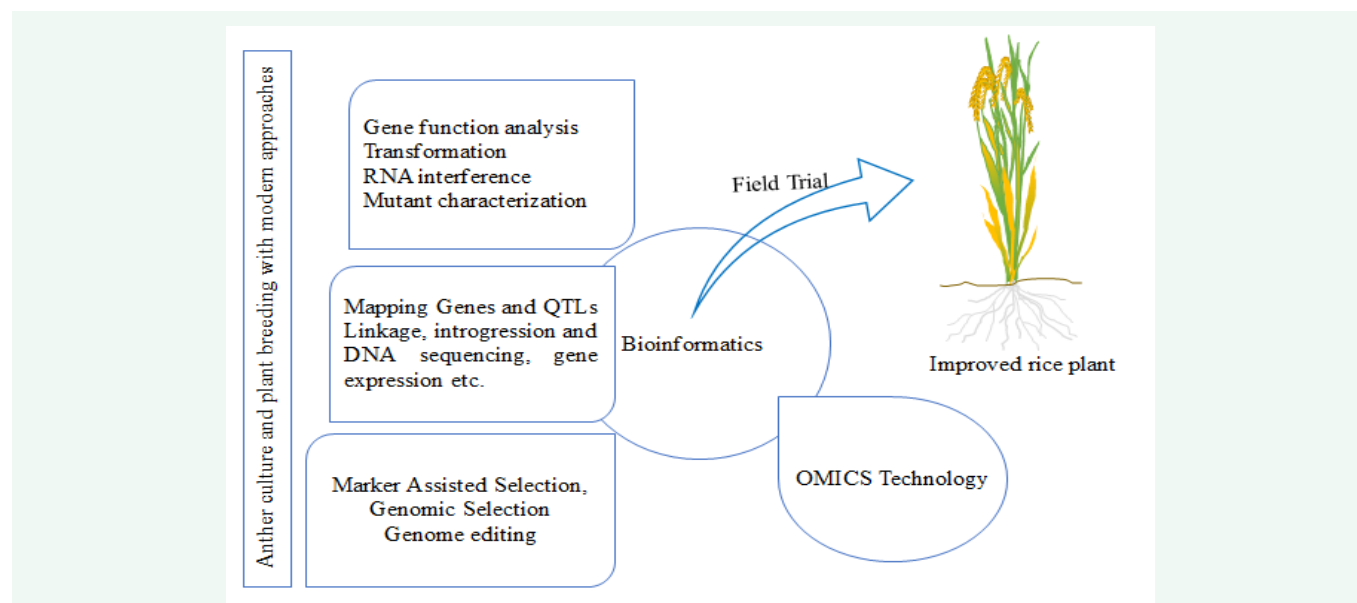 Anther culture and plant breeding with modern approaches
Gene function analysis
Transformation
RNA interference
Mutant characterization
Mapping Genes and QTLs
Linkage, introgression and
DNA sequencing, gene
expression etc.
Marker Assisted Selection,
Genomic Selection
Genome editing
Bioinformatics
Field Trial
OMICS Technology
Improved rice plant